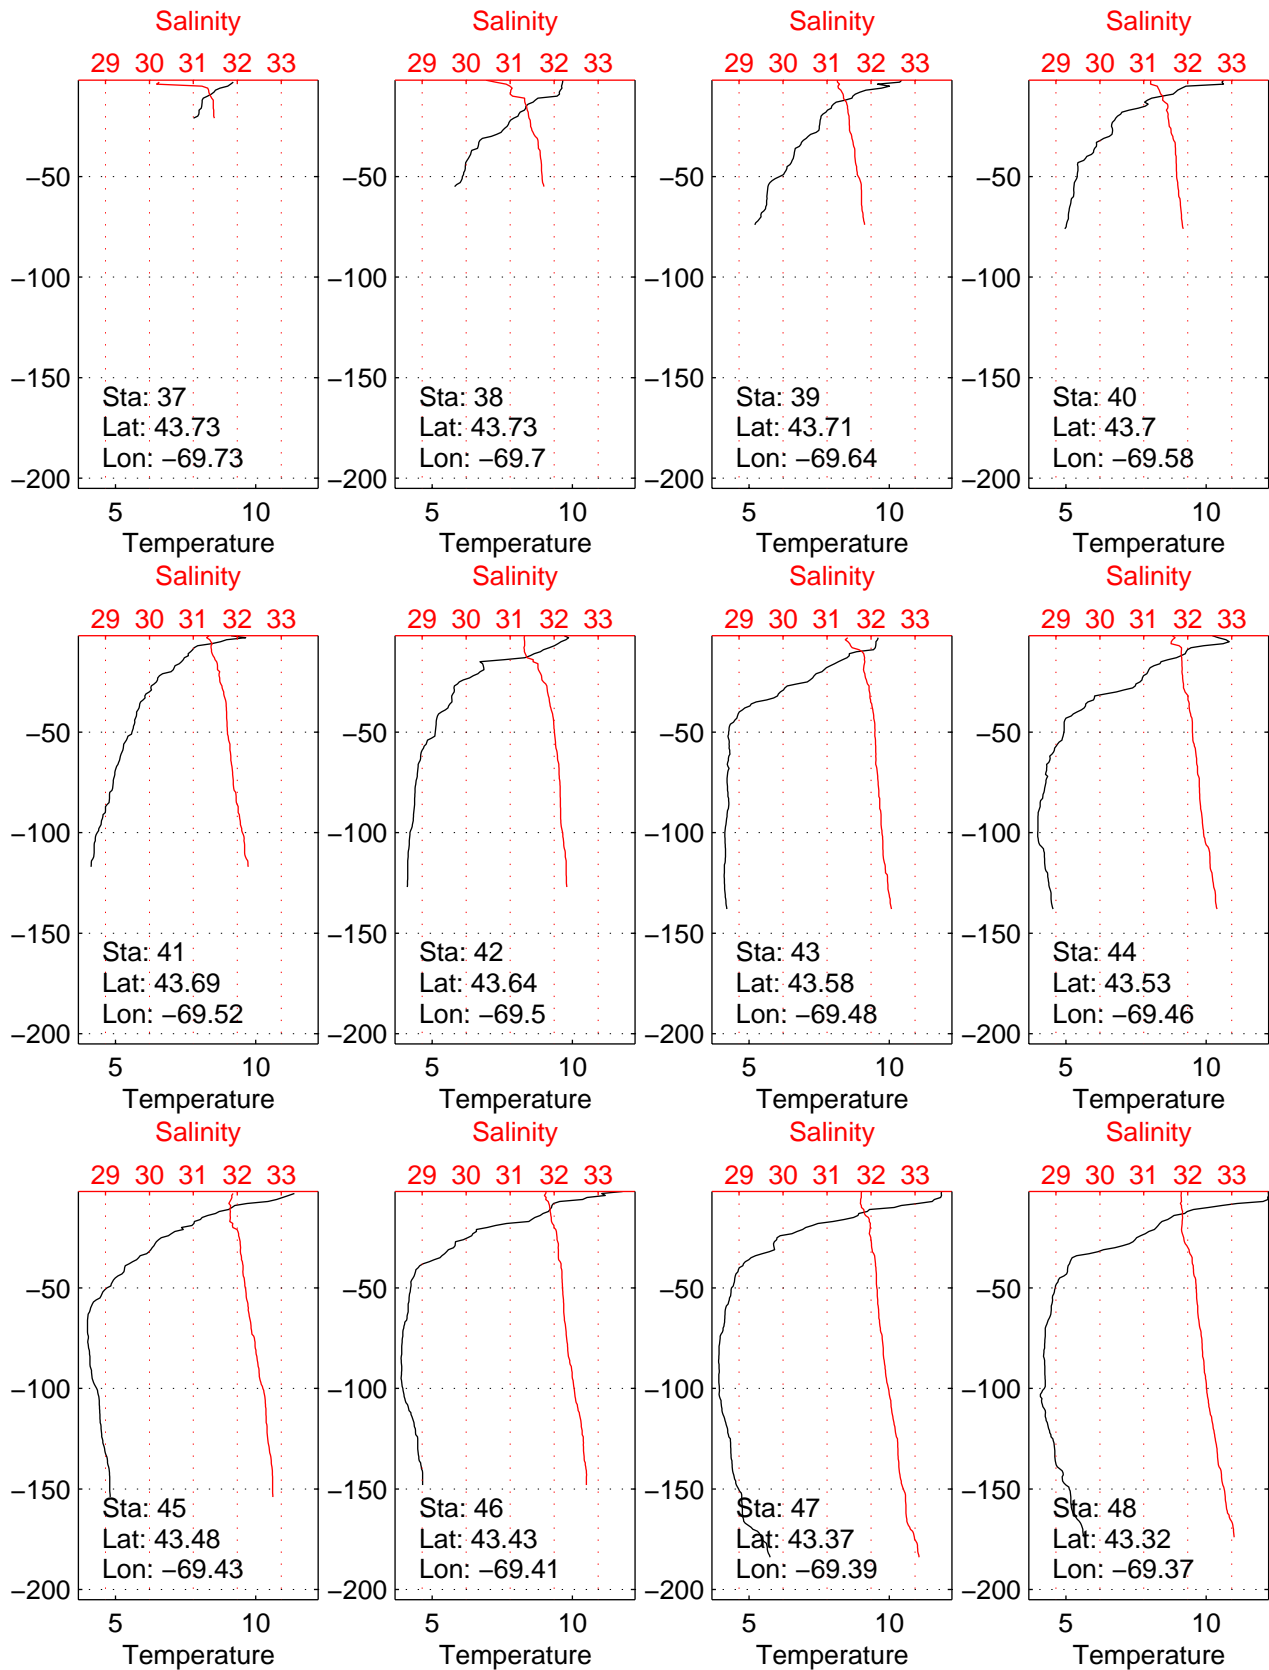 Salinity Salinity Salinity Salinity
29 30 31 32 33 29 30 31 32 33 29 30 31 32 33 29 30 31 32 33
−50 −50 −50 −50
−100 −100 −100 −100
−150 −150 −150 −150
Sta: 37 Sta: 38 Sta: 39 Sta: 40
Lat: 43.73 Lat: 43.73 Lat: 43.71 Lat: 43.7
Lon: −69.73 Lon: −69.7 Lon: −69.64 Lon: −69.58
−200 −200 −200 −200
5 10 5 10 5 10 5 10
Temperature Temperature Temperature Temperature
Salinity Salinity Salinity Salinity
29 30 31 32 33 29 30 31 32 33 29 30 31 32 33 29 30 31 32 33
−50 −50 −50 −50
−100 −100 −100 −100
−150 −150 −150 −150
Sta: 41 Sta: 42 Sta: 43 Sta: 44
Lat: 43.69 Lat: 43.64 Lat: 43.58 Lat: 43.53
Lon: −69.52 Lon: −69.5 Lon: −69.48 Lon: −69.46
−200 −200 −200 −200
5 10 5 10 5 10 5 10
Temperature Temperature Temperature Temperature
Salinity Salinity Salinity Salinity
29 30 31 32 33 29 30 31 32 33 29 30 31 32 33 29 30 31 32 33
−50 −50 −50 −50
−100 −100 −100 −100
−150 −150 −150 −150
Sta: 45 Sta: 46 Sta: 47 Sta: 48
Lat: 43.48 Lat: 43.43 Lat: 43.37 Lat: 43.32
Lon: −69.43 Lon: −69.41 Lon: −69.39 Lon: −69.37
−200 −200 −200 −200
5 10 5 10 5 10 5 10
Temperature Temperature Temperature Temperature